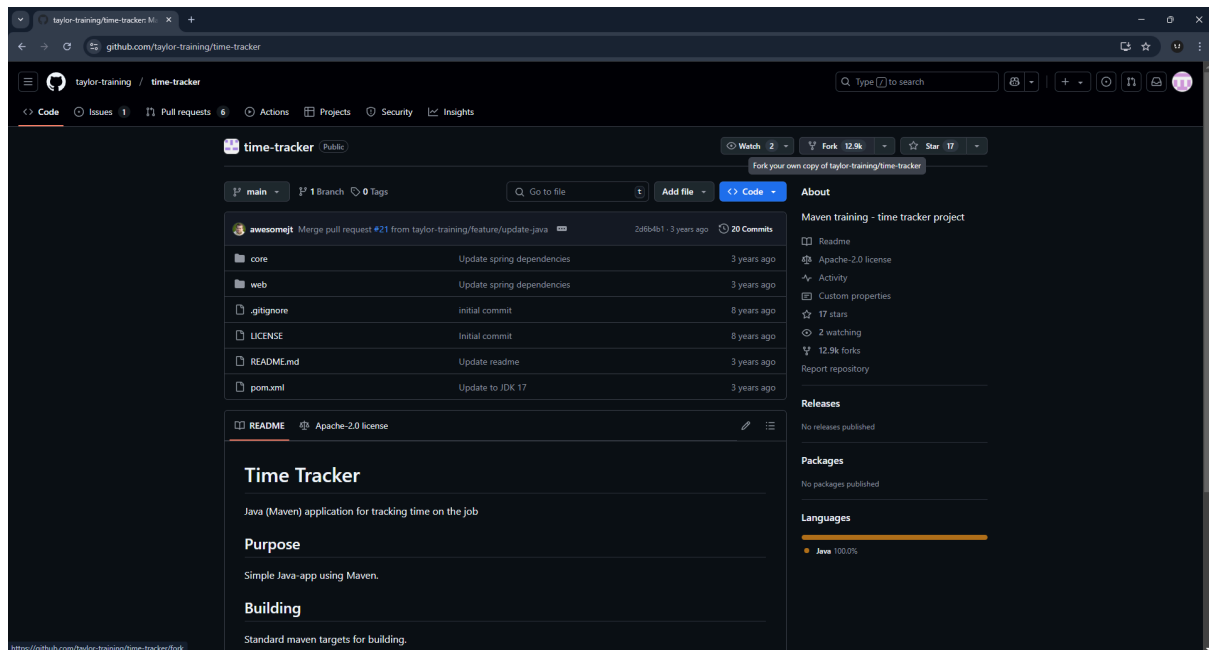 taylor-training/time-tracker: Ma
github.com/taylor-training/time-tracker
taylor-training / time-tracker
Type / to search
Code Issues 1 Pull requests 6 Actions Projects Security Insights
time-tracker Public
Watch 2 Fork 12.9k Star 17
Fork your own copy of taylor-training/time-tracker
main 1 Branch 0 Tags Go to file t Add file Code
awesomejt Merge pull request #21 from taylor-training/feature/update-java 2d6b4b1 · 3 years ago 20 Commits
core Update spring dependencies 3 years ago
web Update spring dependencies 3 years ago
.gitignore initial commit 8 years ago
LICENSE Initial commit 8 years ago
README.md Update readme 3 years ago
pom.xml Update to JDK 17 3 years ago
README Apache-2.0 license
Time Tracker
Java (Maven) application for tracking time on the job
Purpose
Simple Java-app using Maven.
Building
Standard maven targets for building.
About
Maven training - time tracker project
Readme
Apache-2.0 license
Activity
Custom properties
17 stars
2 watching
12.9k forks
Report repository
Releases
No releases published
Packages
No packages published
Languages
Java 100.0%
https://github.com/taylor-training/time-tracker/fork